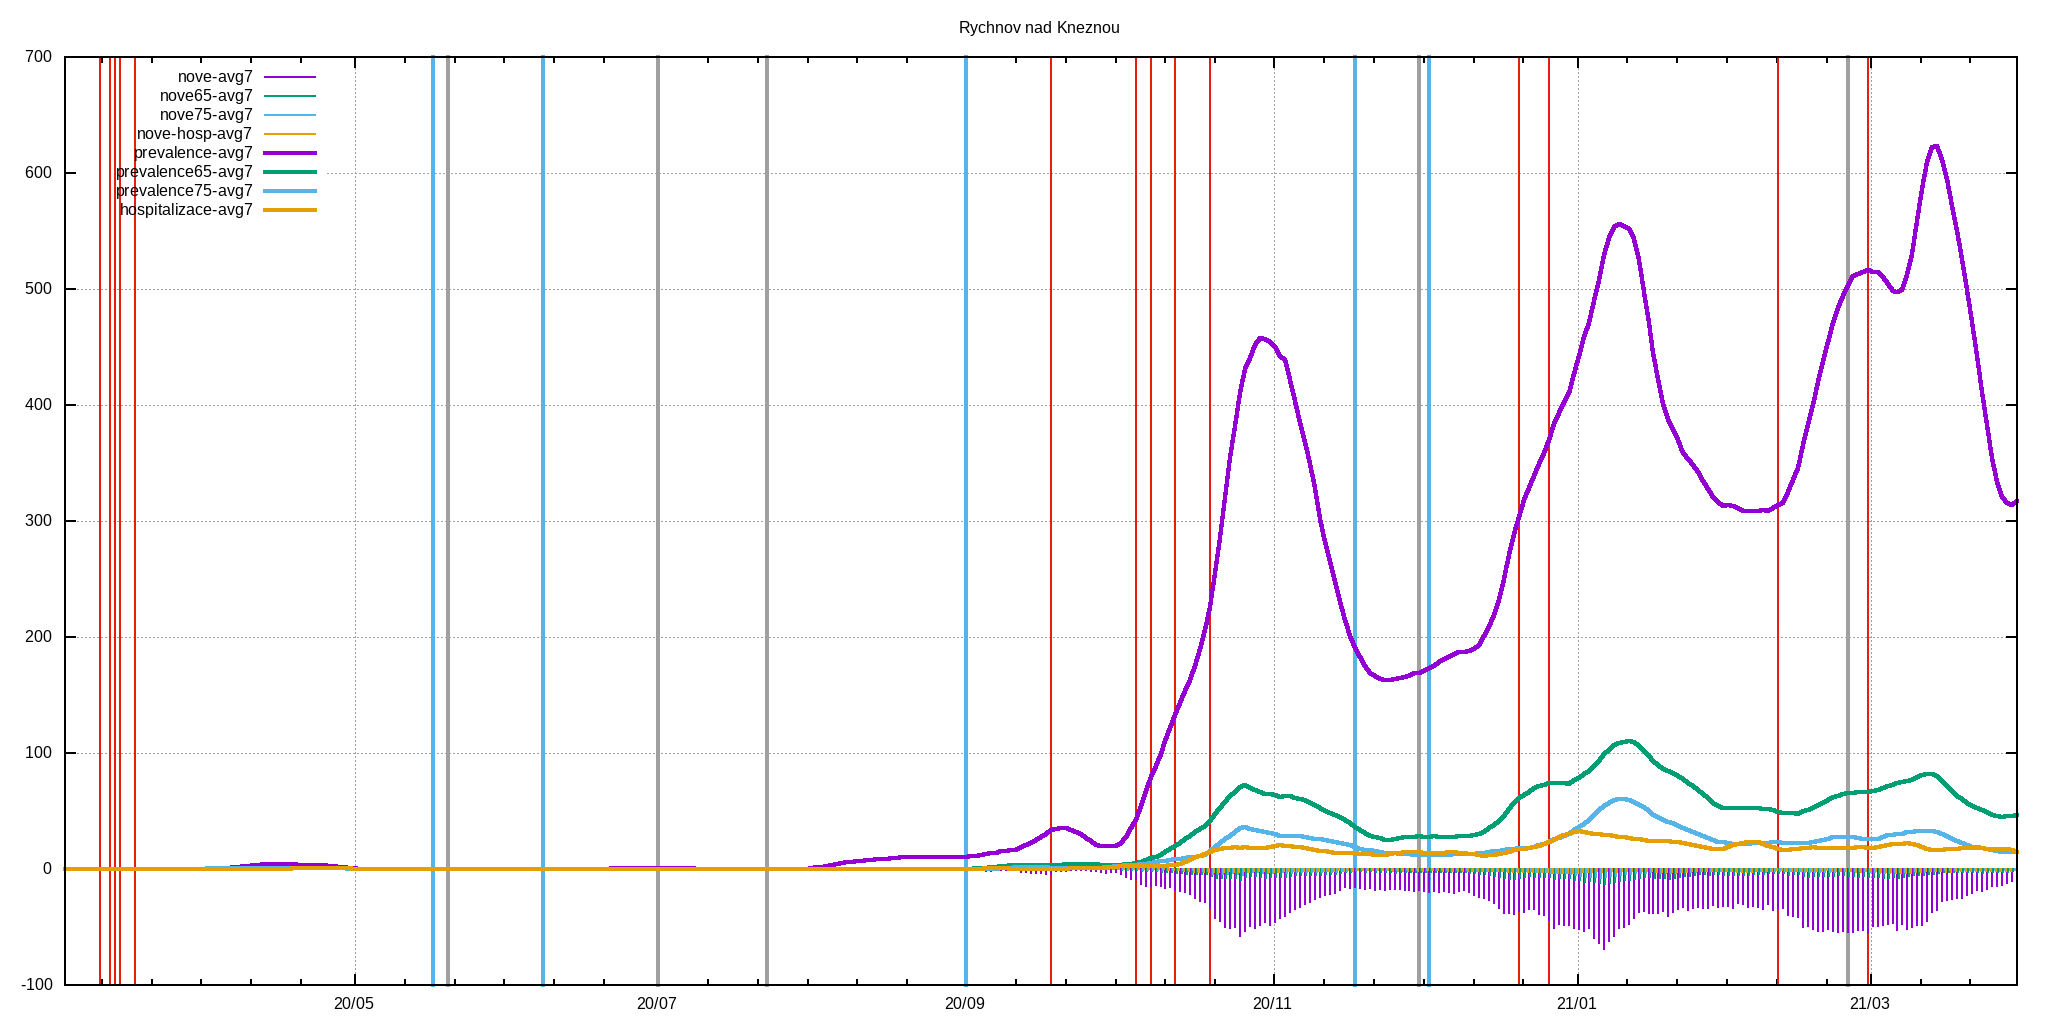 Rychnov nad Kneznou
700
600
500
400
300
200
100
0
-100
nove-avg7
nove65-avg7
nove75-avg7
nove-hosp-avg7
prevalence-avg7
prevalence65-avg7
prevalence75-avg7
hospitalizace-avg7
20/05
20/07
20/09
20/11
21/01
21/03